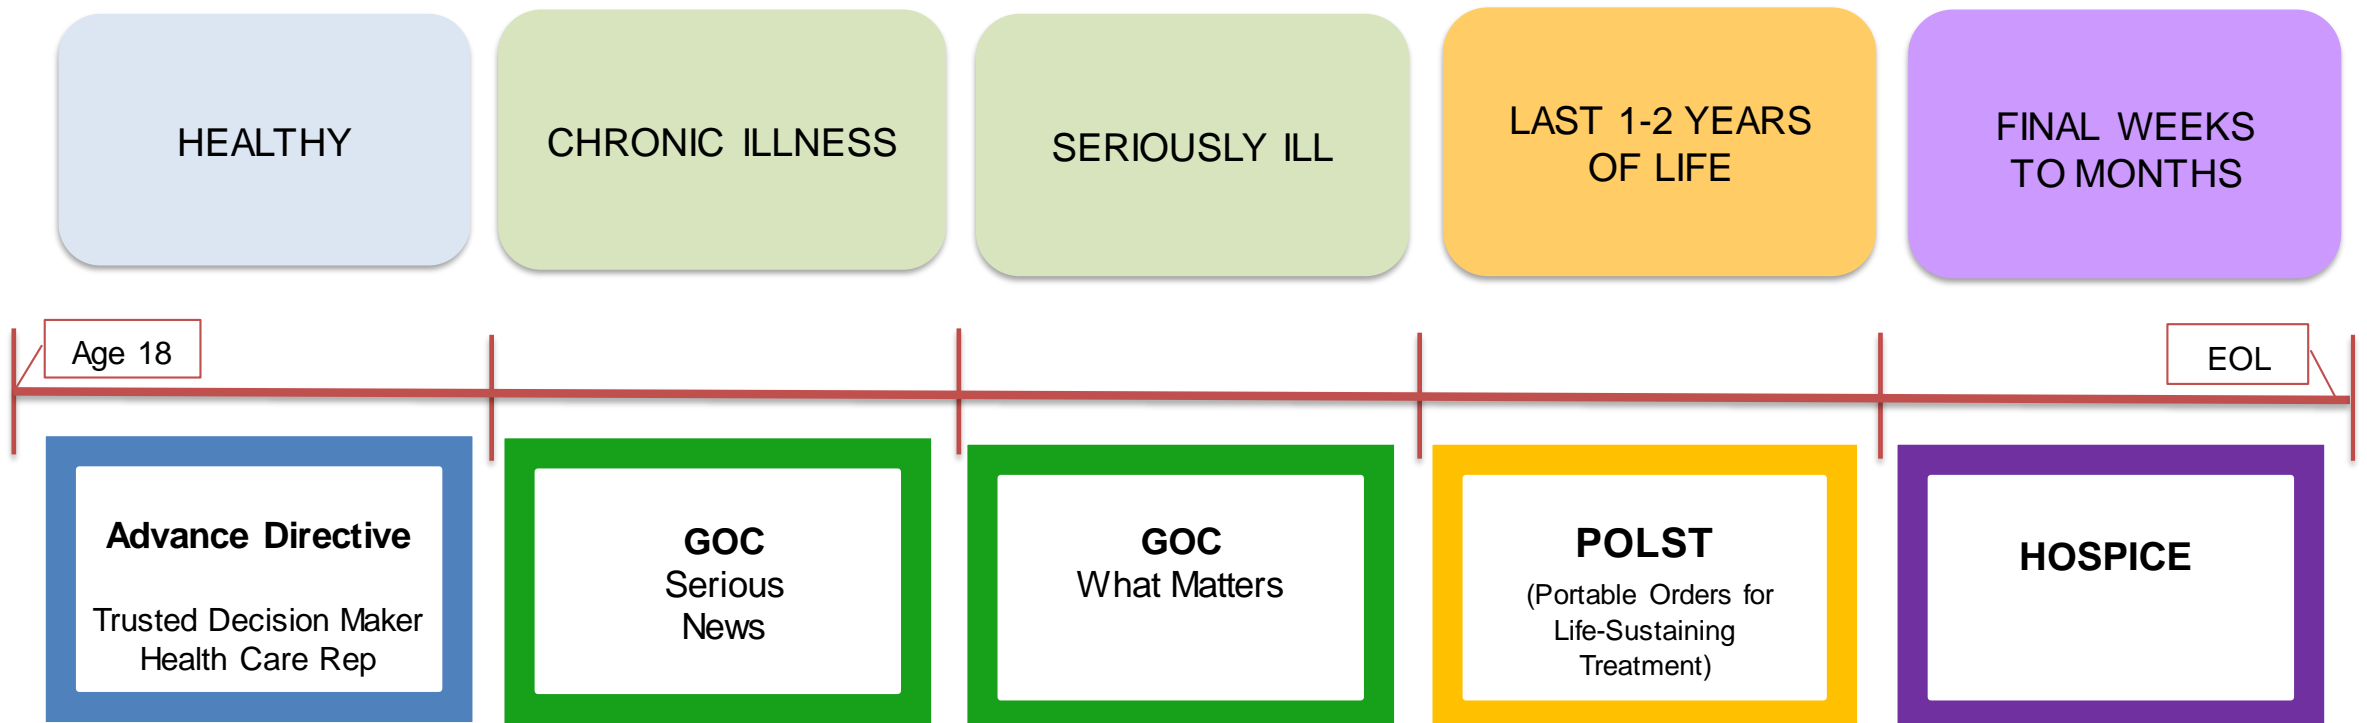 HEALTHY
CHRONIC ILLNESS
SERIOUSLY ILL
LAST 1-2 YEARS
OF LIFE
FINAL WEEKS
TO MONTHS
Age 18
EOL
Advance Directive
Trusted Decision Maker
Health Care Rep
GOC
Serious
News
GOC
What Matters
POLST
(Portable Orders for
Life-Sustaining
Treatment)
HOSPICE